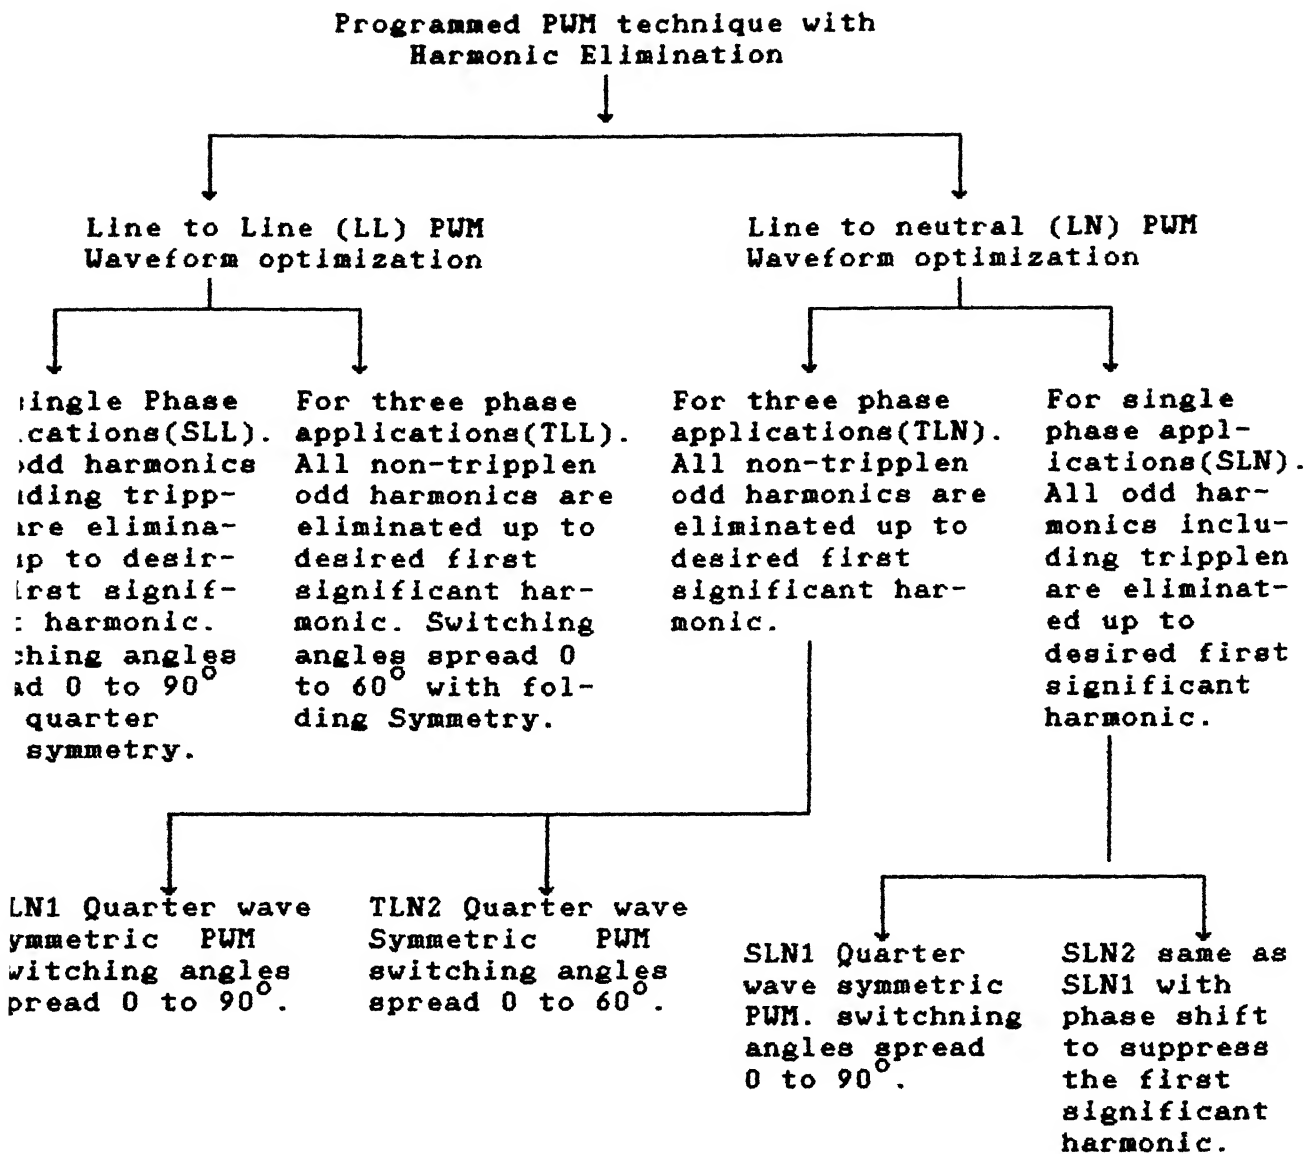 Programmed PWM technique with
Harmonic Elimination
Line to Line (LL) PWM
Waveform optimization
Line to neutral (LN) PWM
Waveform optimization
ingle Phase
cations(SLL).
odd harmonics
ding tripp-
are elimina-
up to desir-
irst signif-
harmonic.
ching angles
ad 0 to 90°
quarter
symmetry.
For three phase
applications(TLL).
All non-tripplen
odd harmonics are
eliminated up to
desired first
significant har-
monic. Switching
angles spread 0
to 60° with fol-
ding Symmetry.
For three phase
applications(TLN).
All non-tripplen
odd harmonics are
eliminated up to
desired first
significant har-
monic.
For single
phase appl-
ications(SLN).
All odd har-
monics inclu-
ding tripplen
are eliminat-
ed up to
desired first
significant
harmonic.
LN1 Quarter wave
ymmetric PWM
witching angles
pread 0 to 90°.
TLN2 Quarter wave
Symmetric PWM
switching angles
spread 0 to 60°.
SLN1 Quarter
wave symmetric
PWM. switchning
angles spread
0 to 90°.
SLN2 same as
SLN1 with
phase shift
to suppress
the first
significant
harmonic.